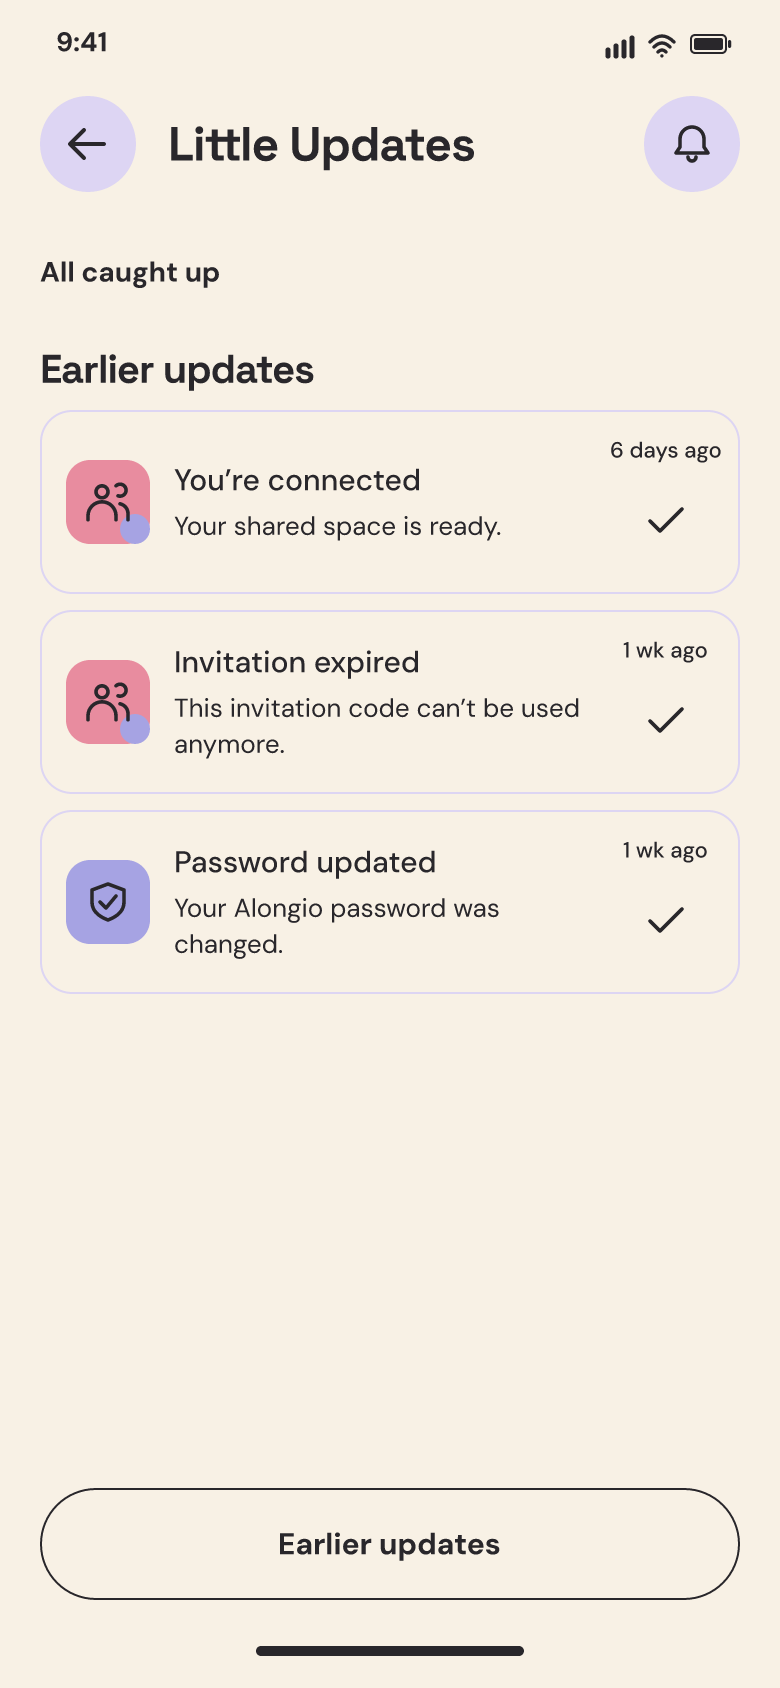 9:41
Little Updates
All caught up
Earlier updates
6 days ago
You’re connected
Your shared space is ready.
1 wk ago
Invitation expired
This invitation code can’t be used
anymore.
1 wk ago
Password updated
Your Alongio password was
changed.
Earlier updates